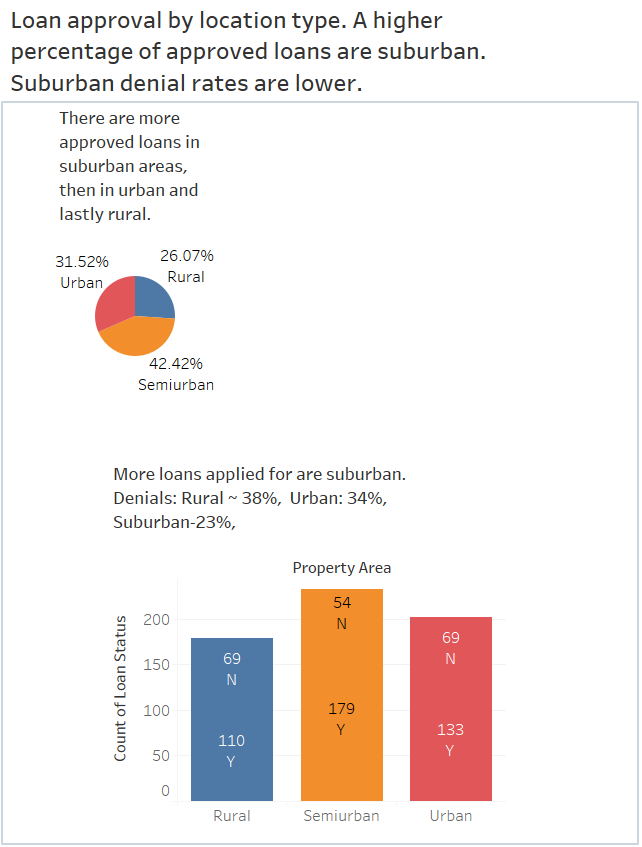 Loan approval by location type. A higher
percentage of approved loans are suburban.
Suburban denial rates are lower.
There are more
approved loans in
suburban areas,
then in urban and
lastly rural.
31.52%
Urban
26.07%
Rural
42.42%
Semiurban
More loans applied for are suburban.
Denials: Rural ~ 38%,  Urban: 34%,
Suburban-23%,
Property Area
Count of Loan Status
200
150
100
50
0
69
N
110
Y
54
N
179
Y
69
N
133
Y
Rural
Semiurban
Urban